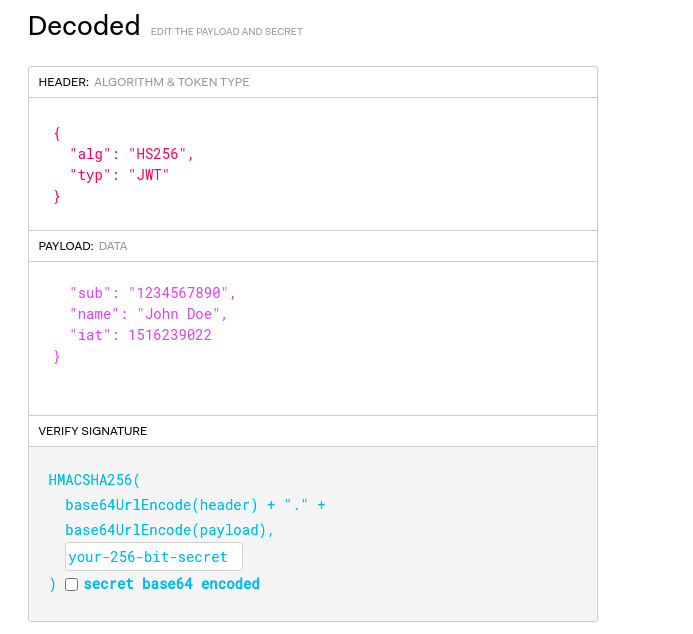 Decoded EDIT THE PAYLOAD AND SECRET
HEADER: ALGORITHM & TOKEN TYPE
{
"alg": "HS256",
"typ": "JWT"
}
PAYLOAD: DATA
"sub": "1234567890",
"name": "John Doe",
"iat": 1516239022
}
VERIFY SIGNATURE
HMACSHA256(
base64UrlEncode(header) + "." +
base64UrlEncode(payload),
your-256-bit-secret
) secret base64 encoded